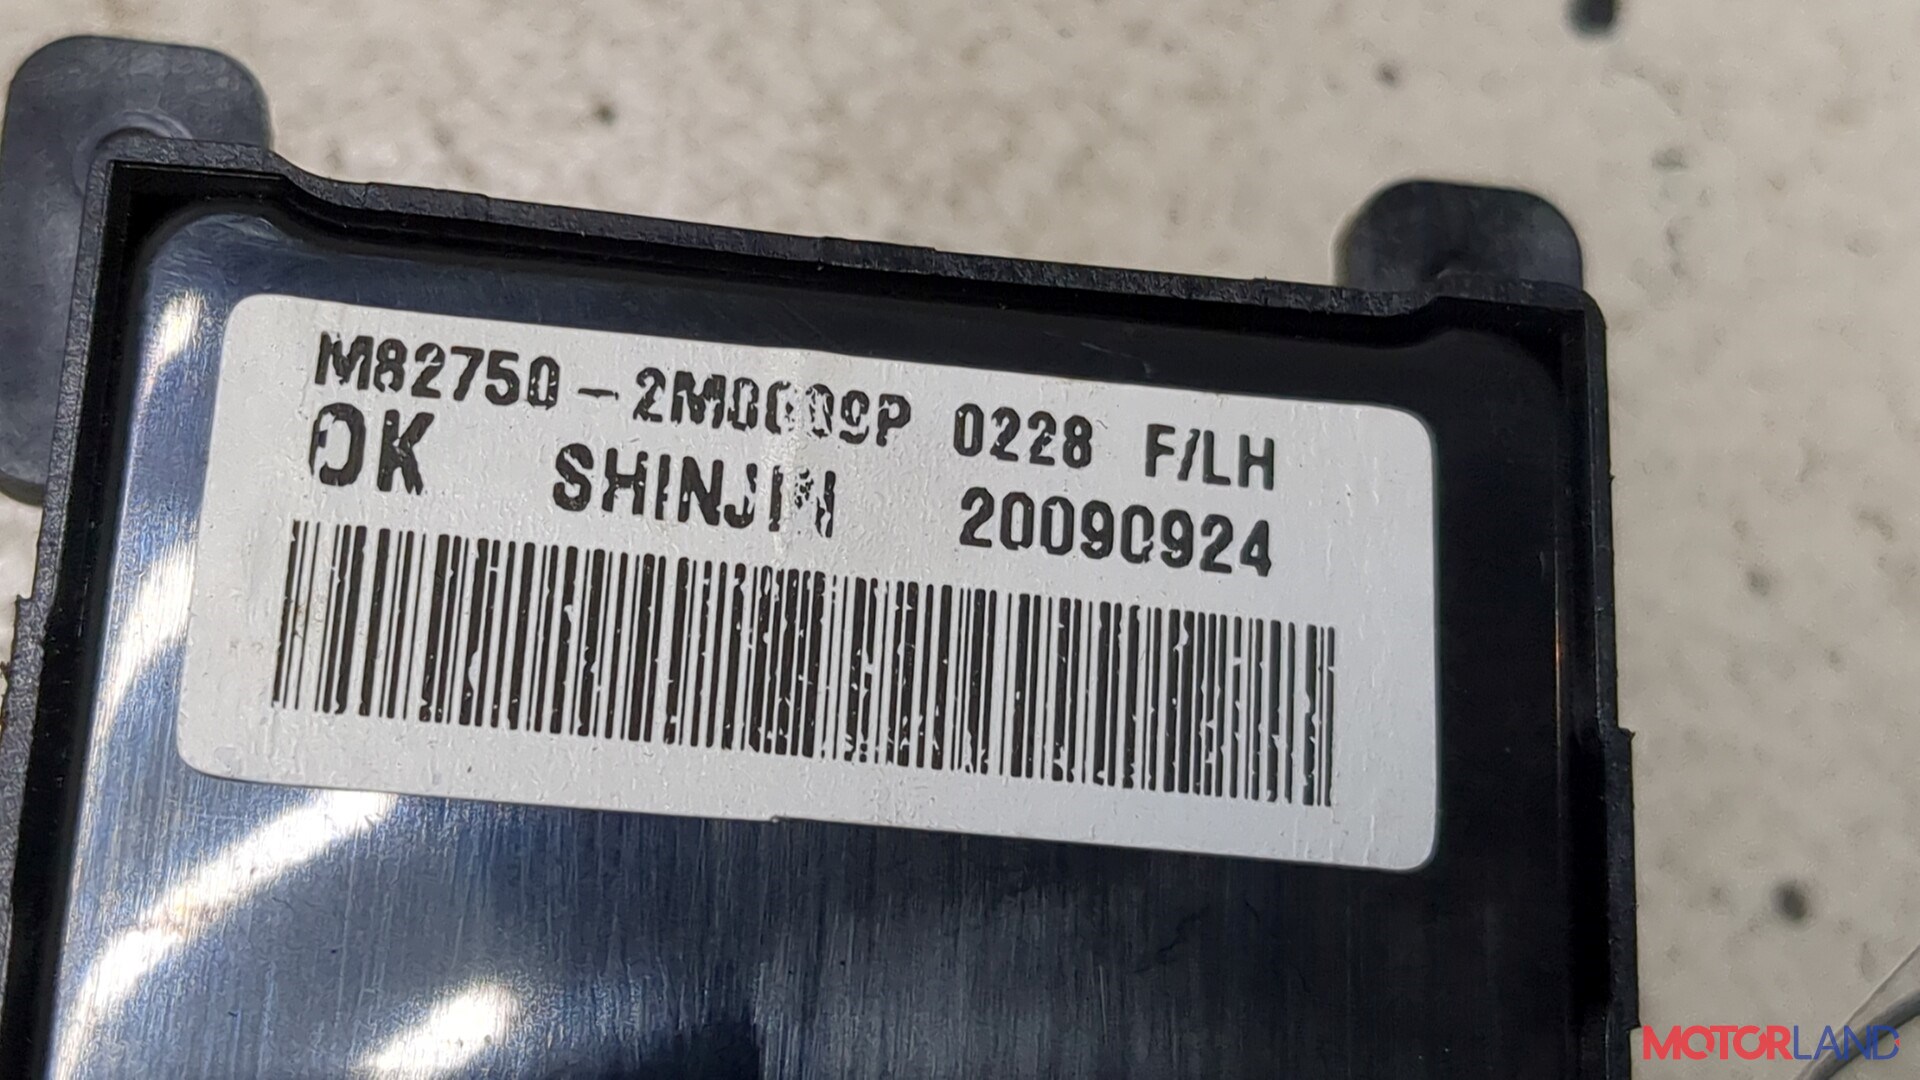 M82750-2M0009P 0228 F/LH
OK SHINJIN 20090924
MOTORLAND